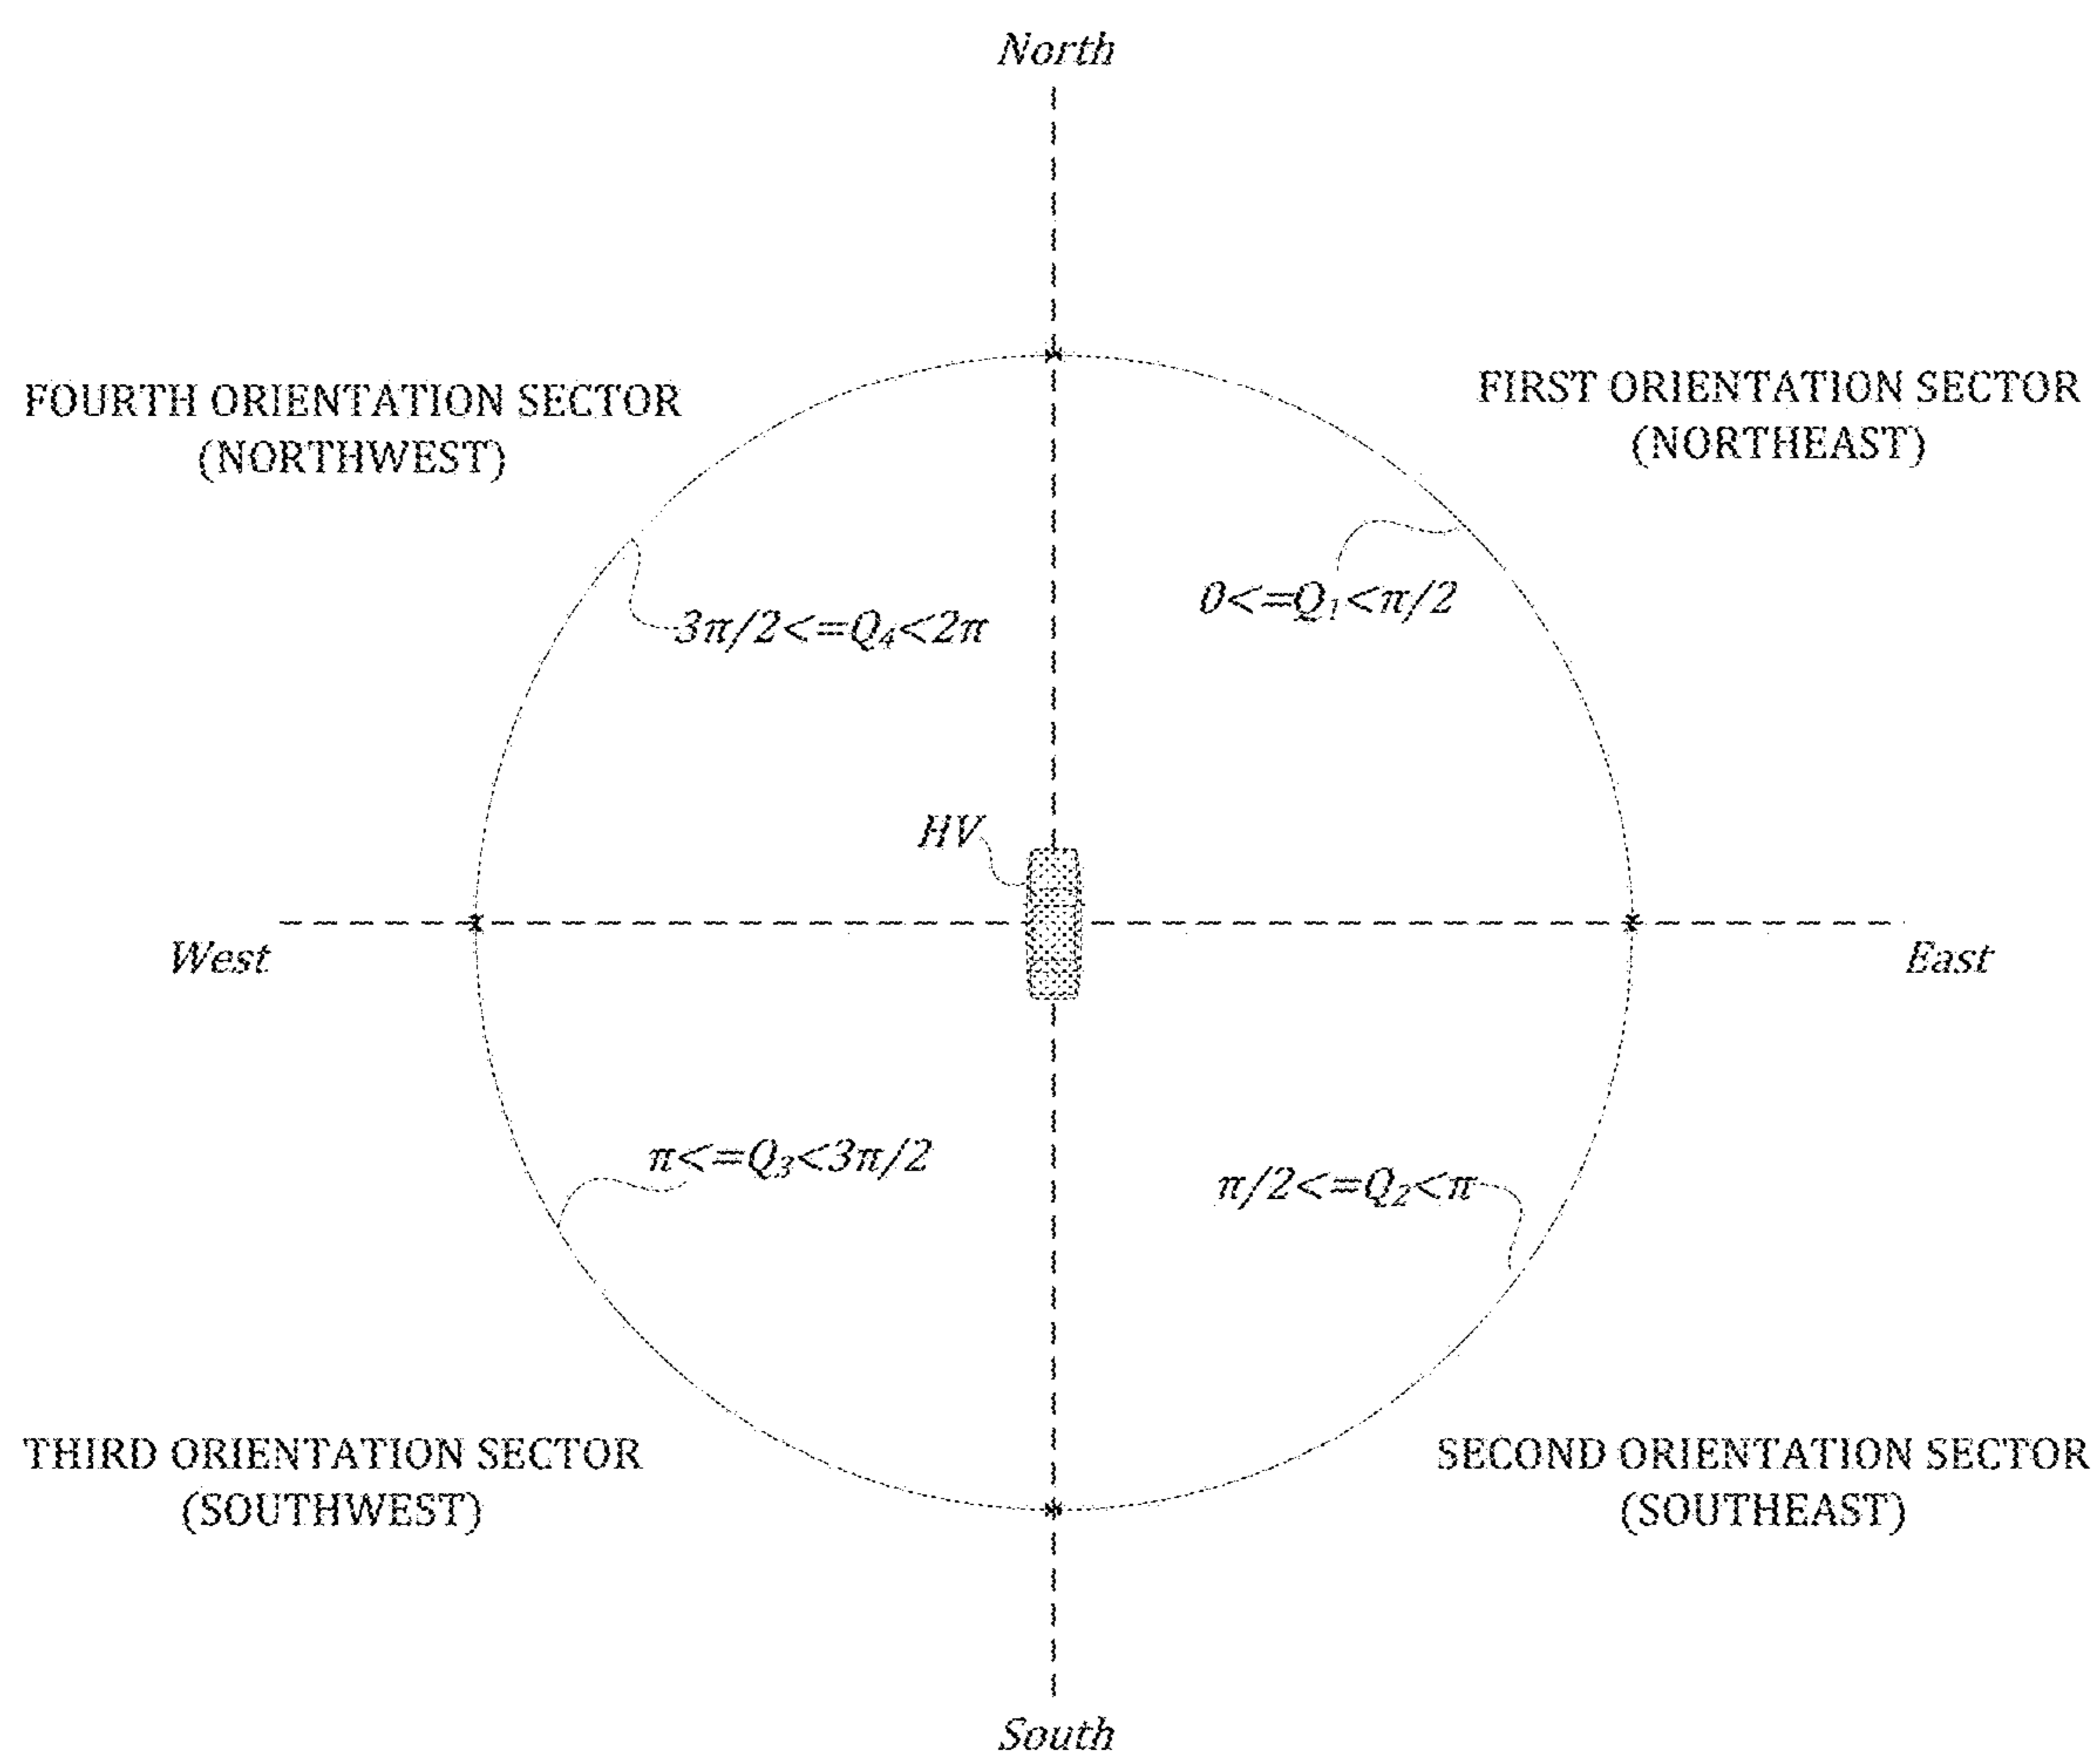 North
FOURTH ORIENTATION SECTOR
(NORTHWEST)
FIRST ORIENTATION SECTOR
(NORTHEAST)
0<=Q₁<π/2
3π/2<=Q₄<2π
HV
West
East
π<=Q₃<3π/2
π/2<=Q₂<π
THIRD ORIENTATION SECTOR
(SOUTHWEST)
SECOND ORIENTATION SECTOR
(SOUTHEAST)
South